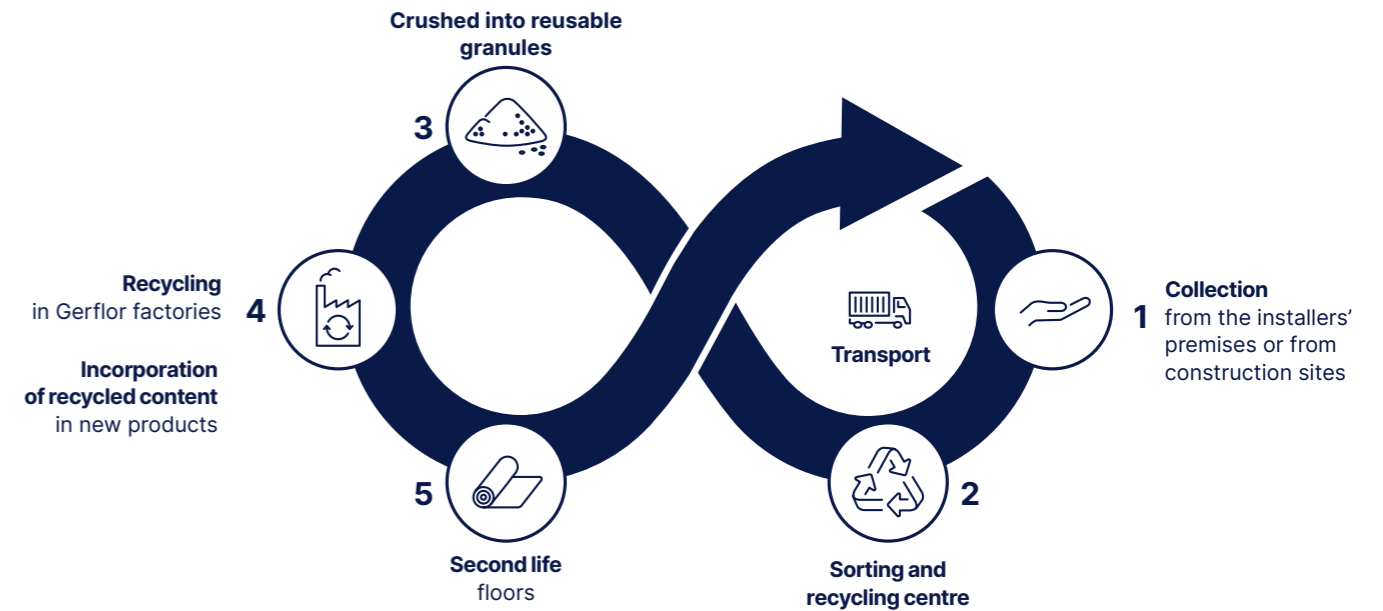 Crushed into reusable
granules
3
Recycling
in Gerflor factories
4
Incorporation
of recycled content
in new products
5
Second life
floors
Transport
1
Collection
from the installers’
premises or from
construction sites
2
Sorting and
recycling centre